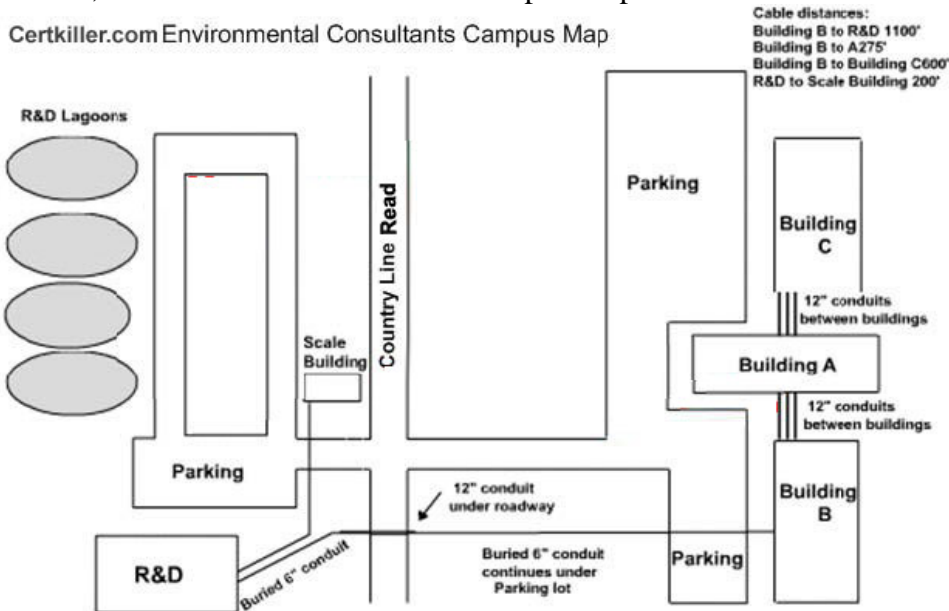 Certkiller.com Environmental Consultants Campus Map
Cable distances:
Building B to R&D 1100'
Building B to A275'
Building B to Building C600'
R&D to Scale Building 200'
R&D Lagoons
Country Line Read
Parking
Building
C
12" conduits
between buildings
Scale
Building
Building A
12" conduits
between buildings
Parking
12" conduit
under roadway
Building
B
R&D
Buried 6" conduit
Buried 6" conduit
continues under
Parking lot
Parking